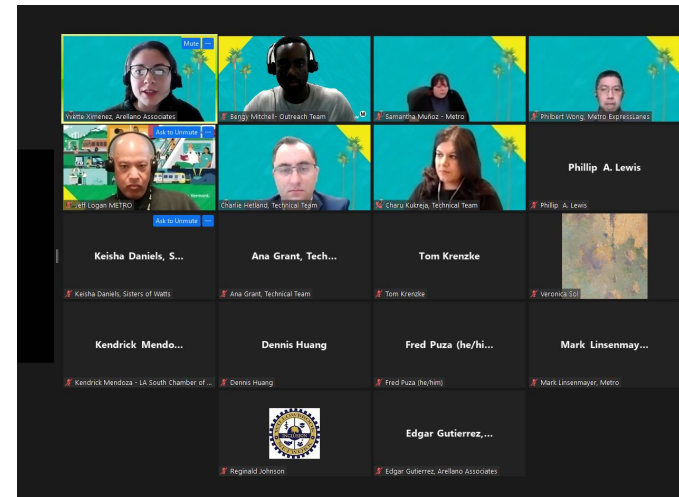 Mute
Yvette Ximenez, Arellano Associates
Bengy Mitchell- Outreach Team
Samantha Muñoz - Metro
Philbert Wong, Metro ExpressLanes
Ask to Unmute
Jeff Logan METRO
Charlie Hetland, Technical Team
Charu Kukreja, Technical Team
Phillip A. Lewis
Phillip A. Lewis
Ask to Unmute
Keisha Daniels, S...
Keisha Daniels, Sisters of Watts
Ana Grant, Tech...
Ana Grant, Technical Team
Tom Krenzke
Tom Krenzke
Veronica Sol
Kendrick Mendo...
Kendrick Mendoza - LA South Chamber of ...
Dennis Huang
Dennis Huang
Fred Puza (he/hi...
Fred Puza (he/him)
Mark Linsenmay...
Mark Linsenmayer, Metro
Reginald Johnson
Edgar Gutierrez,...
Edgar Gutierrez, Arellano Associates